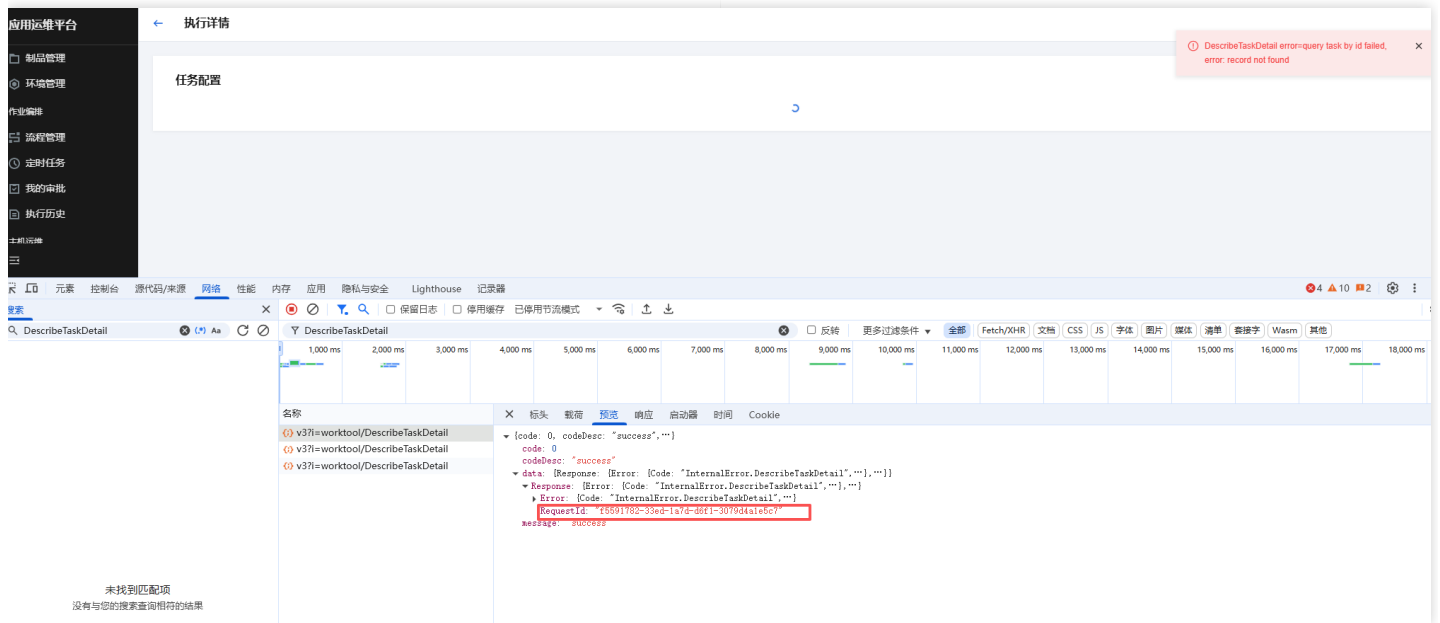 应用运维平台
← 执行详情
DescribeTaskDetail error=query task by id failed,
error: record not found
制品管理
环境管理
作业编排
流程管理
定时任务
我的审批
执行历史
主机运维
任务配置
元素 控制台 源代码/来源 网络 性能 内存 应用 隐私与安全 Lighthouse 记录器 4 10 2
搜索
保留日志 停用缓存 已停用节流模式
DescribeTaskDetail (.*) Aa
DescribeTaskDetail 反转 更多过滤条件 全部 Fetch/XHR 文档 CSS JS 字体 图片 媒体 清单 套接字 Wasm 其他
1,000 ms 2,000 ms 3,000 ms 4,000 ms 5,000 ms 6,000 ms 7,000 ms 8,000 ms 9,000 ms 10,000 ms 11,000 ms 12,000 ms 13,000 ms 14,000 ms 15,000 ms 16,000 ms 17,000 ms 18,000 ms
名称
v3?i=worktool/DescribeTaskDetail
v3?i=worktool/DescribeTaskDetail
v3?i=worktool/DescribeTaskDetail
标头 载荷 预览 响应 启动器 时间 Cookie
{code: 0, codeDesc: "success",…}
code: 0
codeDesc: "success"
data: {Response: {Error: {Code: "InternalError.DescribeTaskDetail",…},…}}
Response: {Error: {Code: "InternalError.DescribeTaskDetail",…},…}
Error: {Code: "InternalError.DescribeTaskDetail",…}
RequestId: "f5591782-33ed-1a7d-d6f1-3079d4a1e5c7"
message: "success"
未找到匹配项
没有与您的搜索查询相符的结果